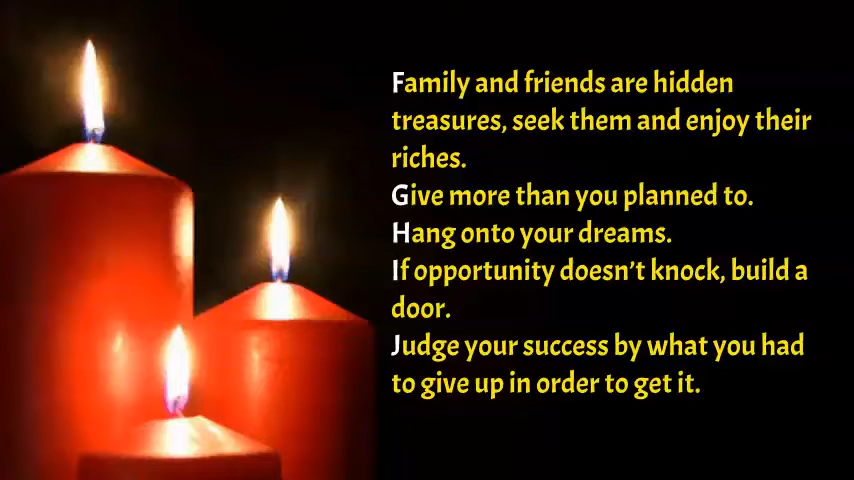 Family and friends are hidden
treasures, seek them and enjoy their
riches.
Give more than you planned to.
Hang onto your dreams.
If opportunity doesn’t knock, build a
door.
Judge your success by what you had
to give up in order to get it.